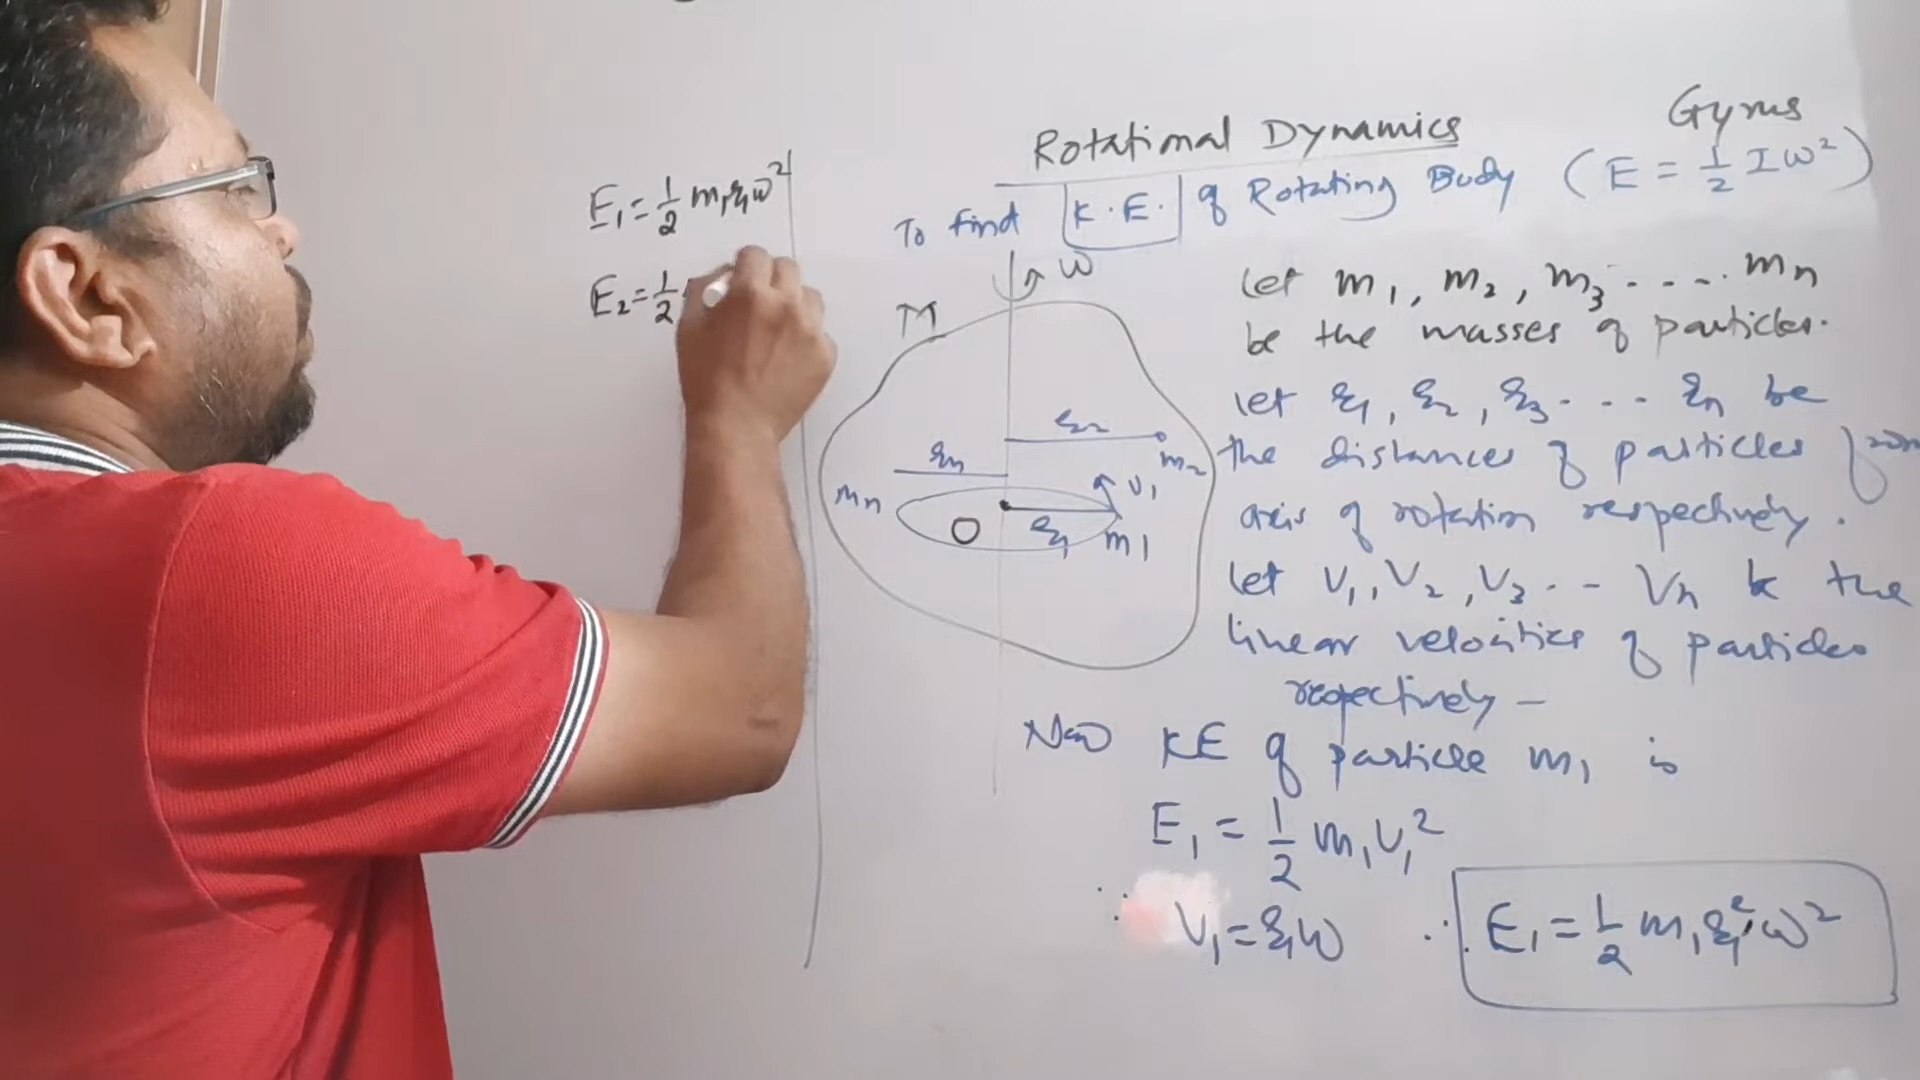 Gyrus
Rotational Dynamics
To find K.E. of Rotating Body ( E = 1/2 I ω² )
E₁ = 1/2 m₁r₁ω²
E₂ = 1/2
ω
M
r₂
m₂
rₙ
mₙ
v₁
O
r₁
m₁
Let m₁, m₂, m₃ . . . . . mₙ
be the masses of particles.
Let r₁, r₂, r₃ . . . rₙ be
the distances of particles from
axis of rotation respectively.
Let V₁, V₂, V₃ . . - Vₙ be the
linear velocities of particles
respectively –
Now KE of particle m₁ is
E₁ = 1/2 m₁v₁²
∵ V₁ = r₁ω
∴ E₁ = 1/2 m₁r₁²ω²